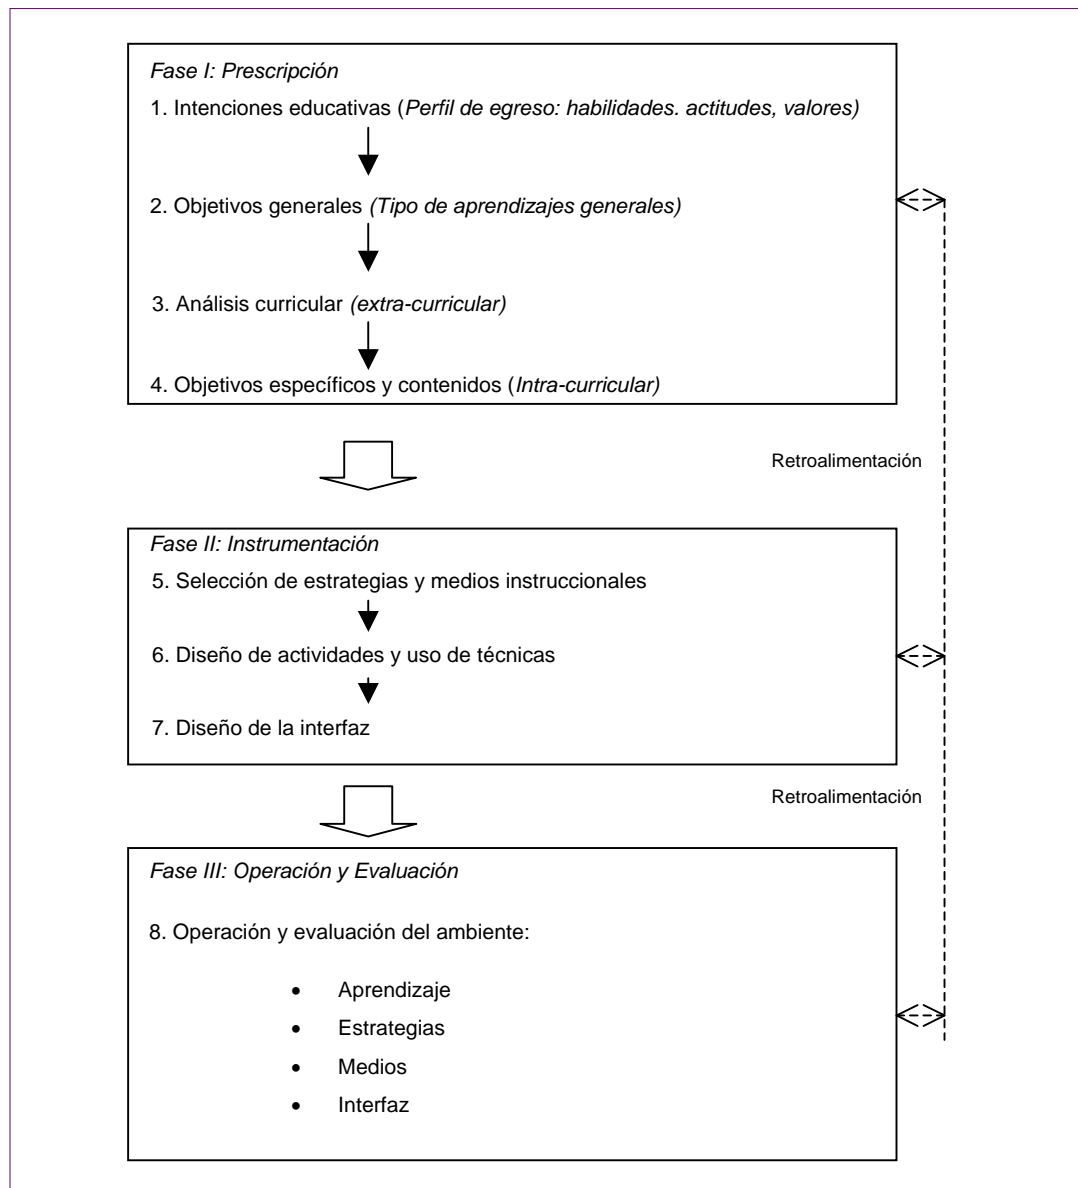 Fase I: Prescripción
1. Intenciones educativas (Perfil de egreso: habilidades. actitudes, valores)
2. Objetivos generales (Tipo de aprendizajes generales)
3. Análisis curricular (extra-curricular)
4. Objetivos específicos y contenidos (Intra-curricular)
Retroalimentación
Fase II: Instrumentación
5. Selección de estrategias y medios instruccionales
6. Diseño de actividades y uso de técnicas
7. Diseño de la interfaz
Retroalimentación
Fase III: Operación y Evaluación
8. Operación y evaluación del ambiente:
• Aprendizaje
• Estrategias
• Medios
• Interfaz